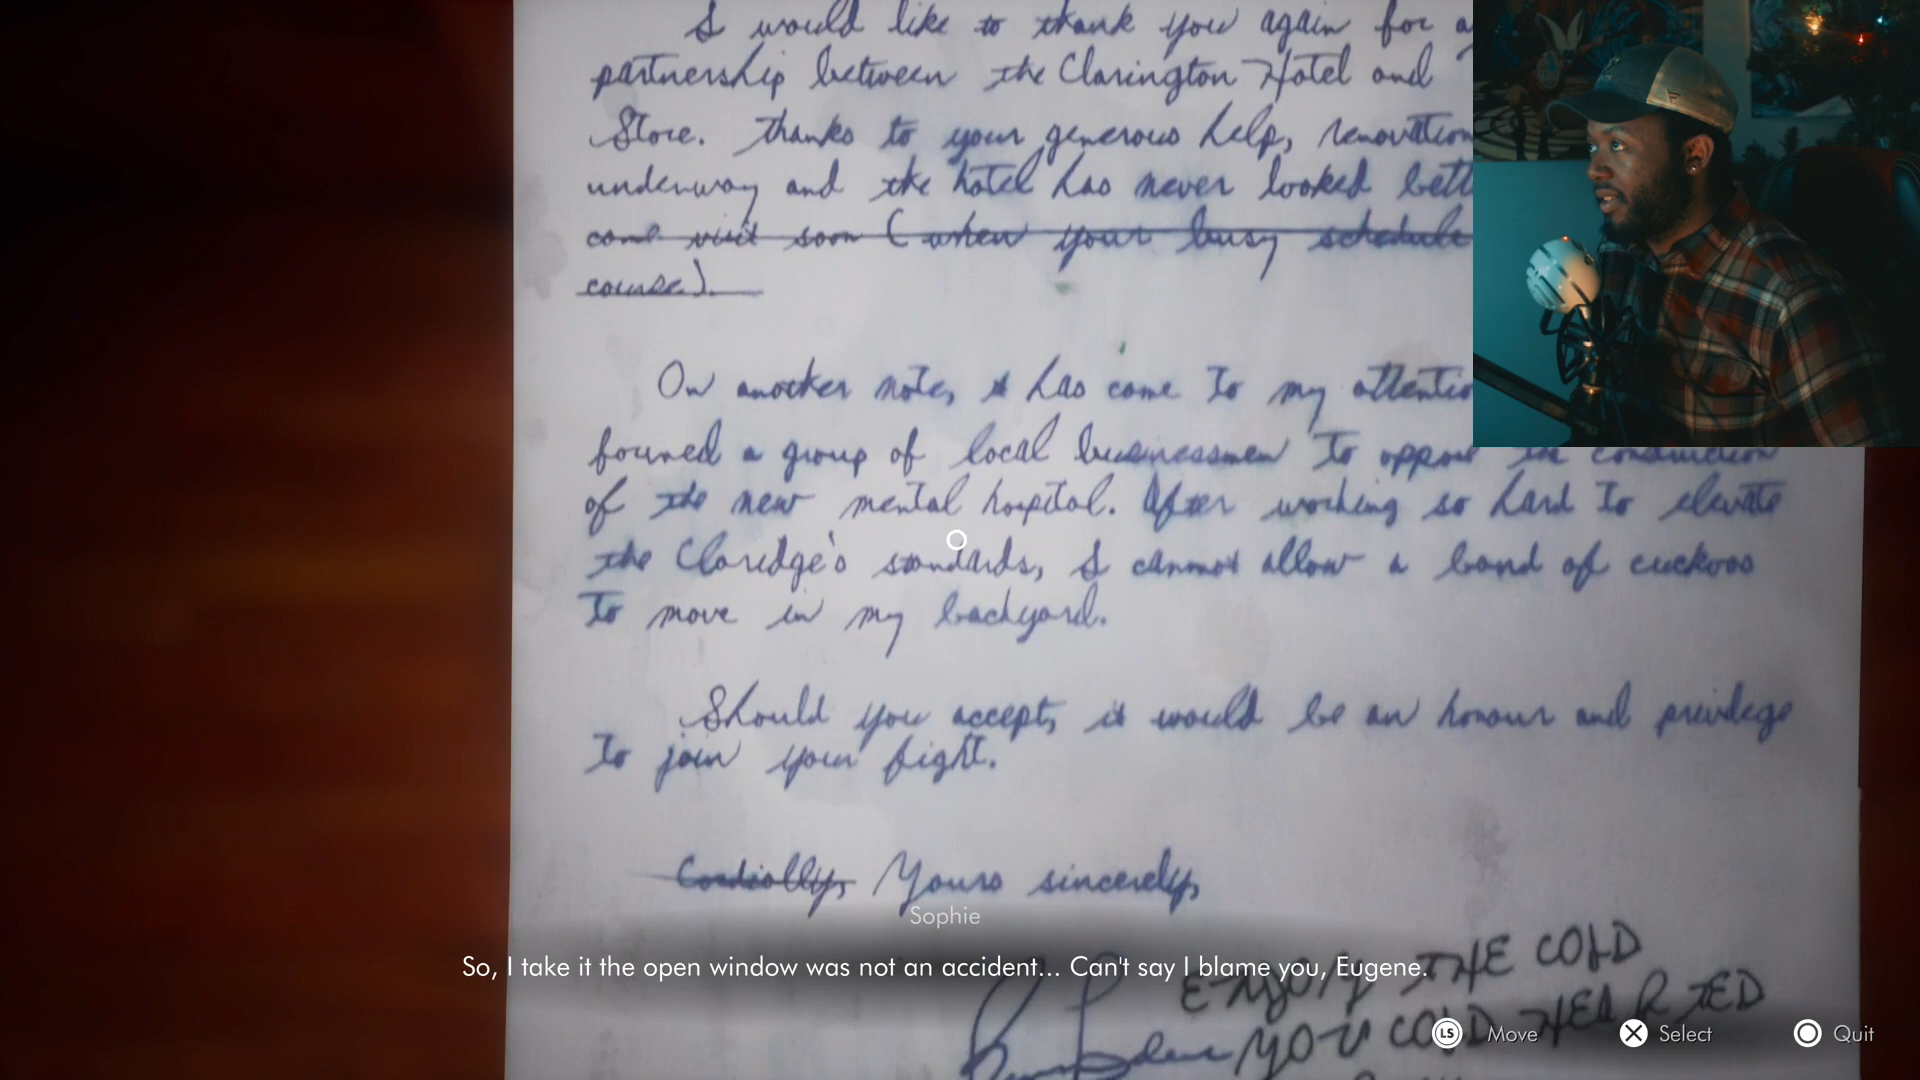 I would like to thank you again for a
partnership between the Clarington Hotel and
Store. Thanks to your generous help, renovation
underway and the hotel has never looked bett
come visit soon (when your busy schedule
course).
On another note, it has come to my attentio
formed a group of local businessmen to oppose the construction
of the new mental hospital. After working so hard to elevate
the Claridge's standards, I cannot allow a band of cuckoos
to move in my backyard.
Should you accept, it would be an honour and privilege
to join your fight.
Cordially, Yours sincerely,
Sophie
So, I take it the open window was not an accident... Can't say I blame you, Eugene.
ENJOY THE COLD
YOU COLD HEARTED
LS Move Select Quit